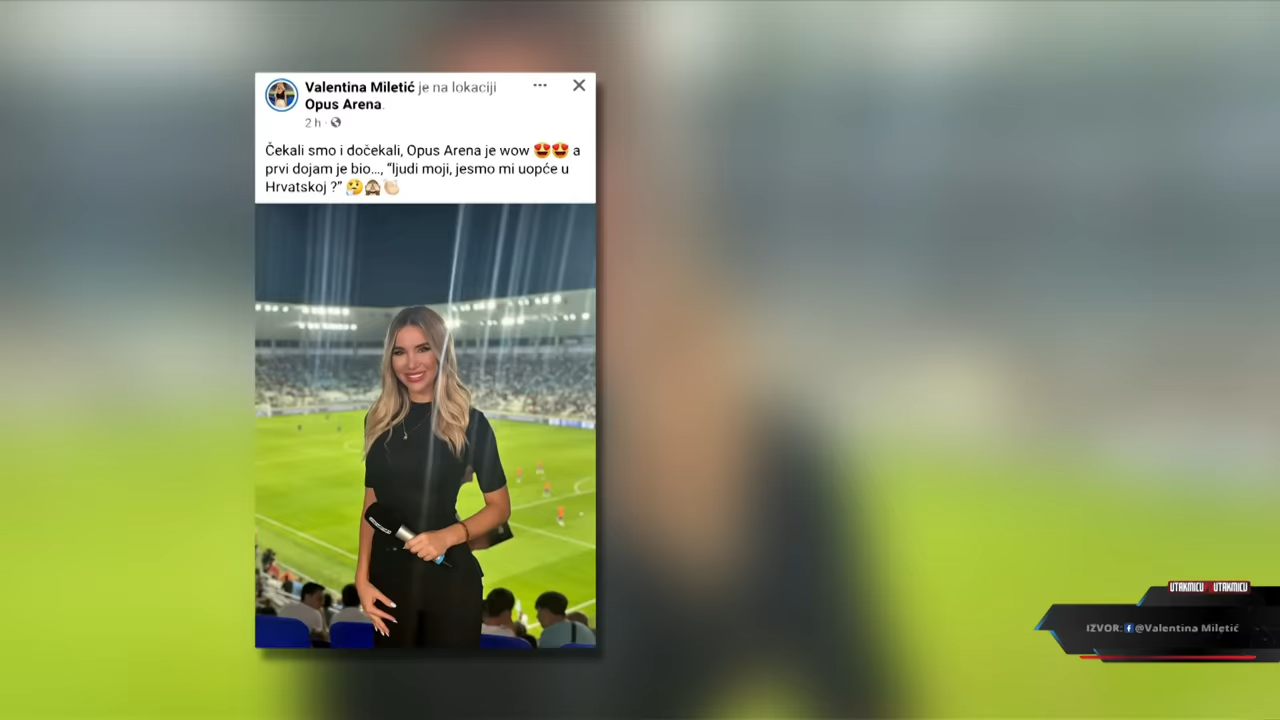 Valentina Miletić je na lokaciji
Opus Arena.
2 h ·
Čekali smo i dočekali, Opus Arena je wow 😍😍 a
prvi dojam je bio..., “ljudi moji, jesmo mi uopće u
Hrvatskoj ?” 🤔🙈👏🏻
UTAKMICU PO UTAKMICU
IZVOR: @Valentina Miletić